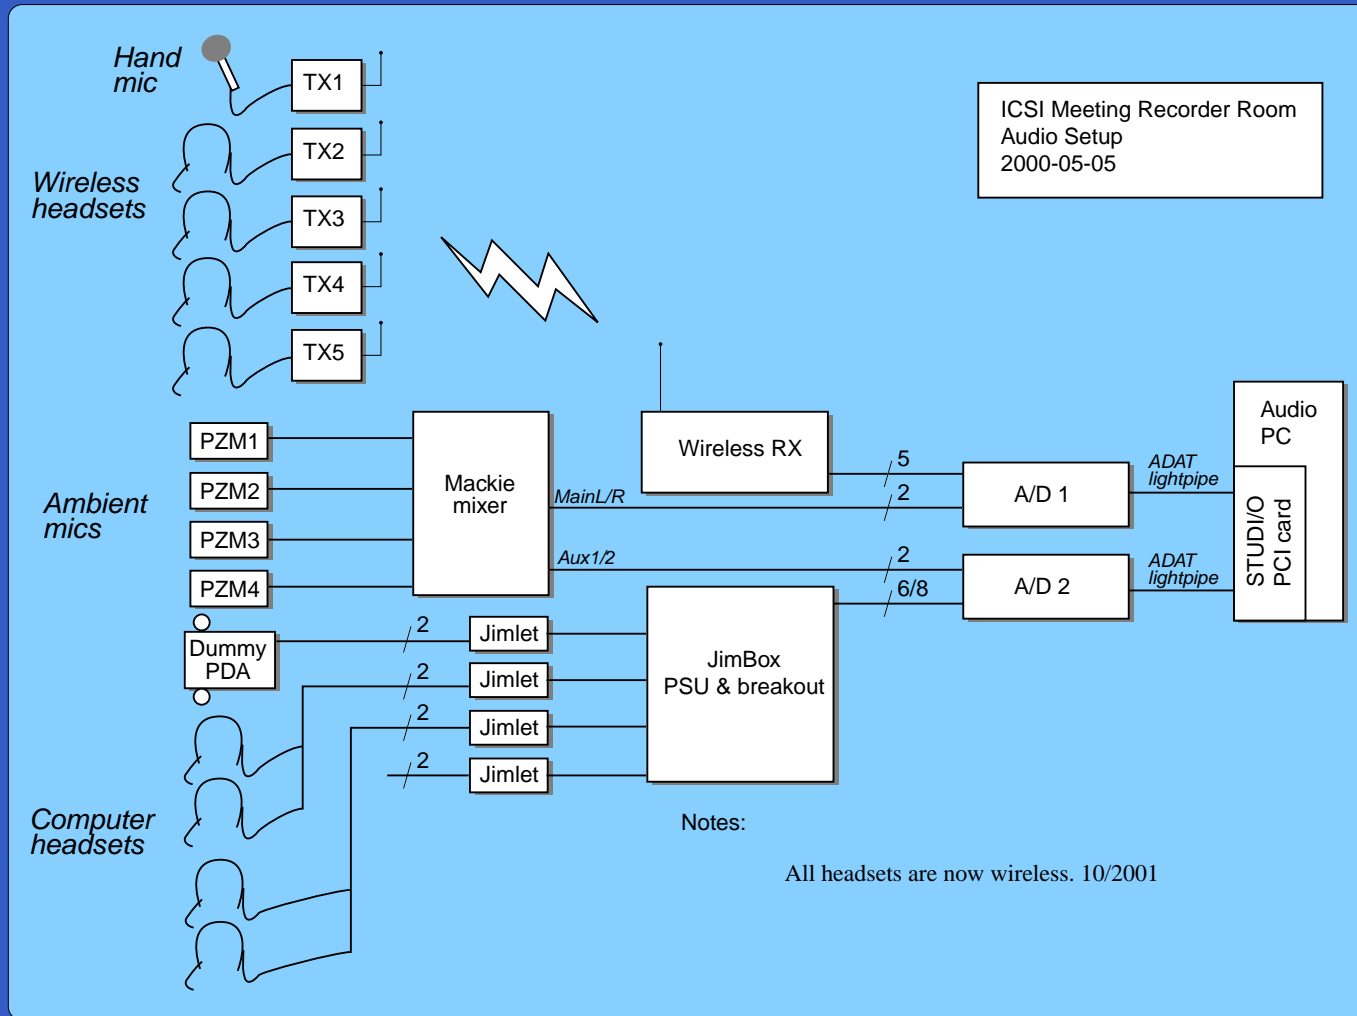 Hand
mic
TX1
ICSI Meeting Recorder Room
Audio Setup
2000-05-05
Wireless
headsets
TX2
TX3
TX4
TX5
Ambient
mics
PZM1
PZM2
PZM3
PZM4
Mackie
mixer
MainL/R
Aux1/2
Wireless RX
5
2
2
6/8
A/D 1
A/D 2
ADAT
lightpipe
ADAT
lightpipe
Audio
PC
STUDI/O
PCI card
Dummy
PDA
2
Jimlet
2
Jimlet
2
Jimlet
2
Jimlet
JimBox
PSU & breakout
Computer
headsets
Notes:
All headsets are now wireless. 10/2001